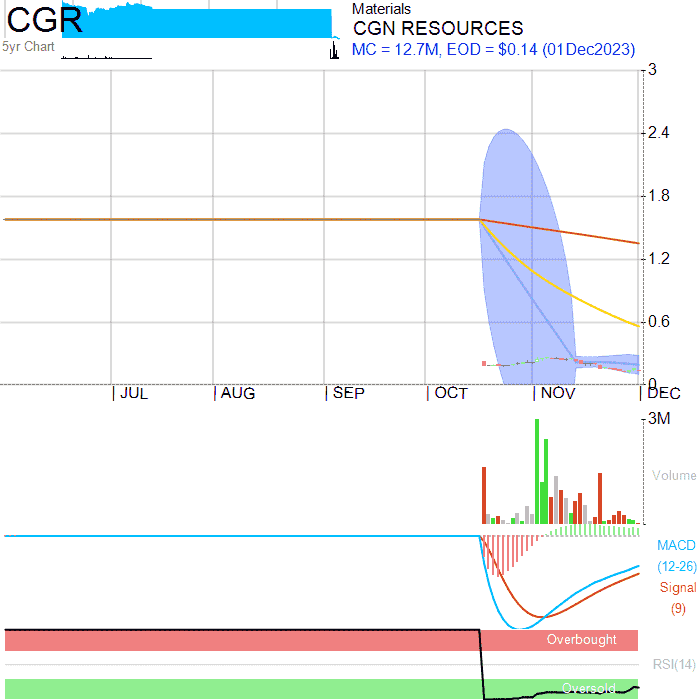 CGR
5yr Chart
Materials
CGN RESOURCES
MC = 12.7M, EOD = $0.14 (01Dec2023)
3
2.4
1.8
1.2
0.6
0
JUL
AUG
SEP
OCT
NOV
DEC
3M
Volume
MACD
(12-26)
Signal
(9)
Overbought
RSI(14)
Oversold